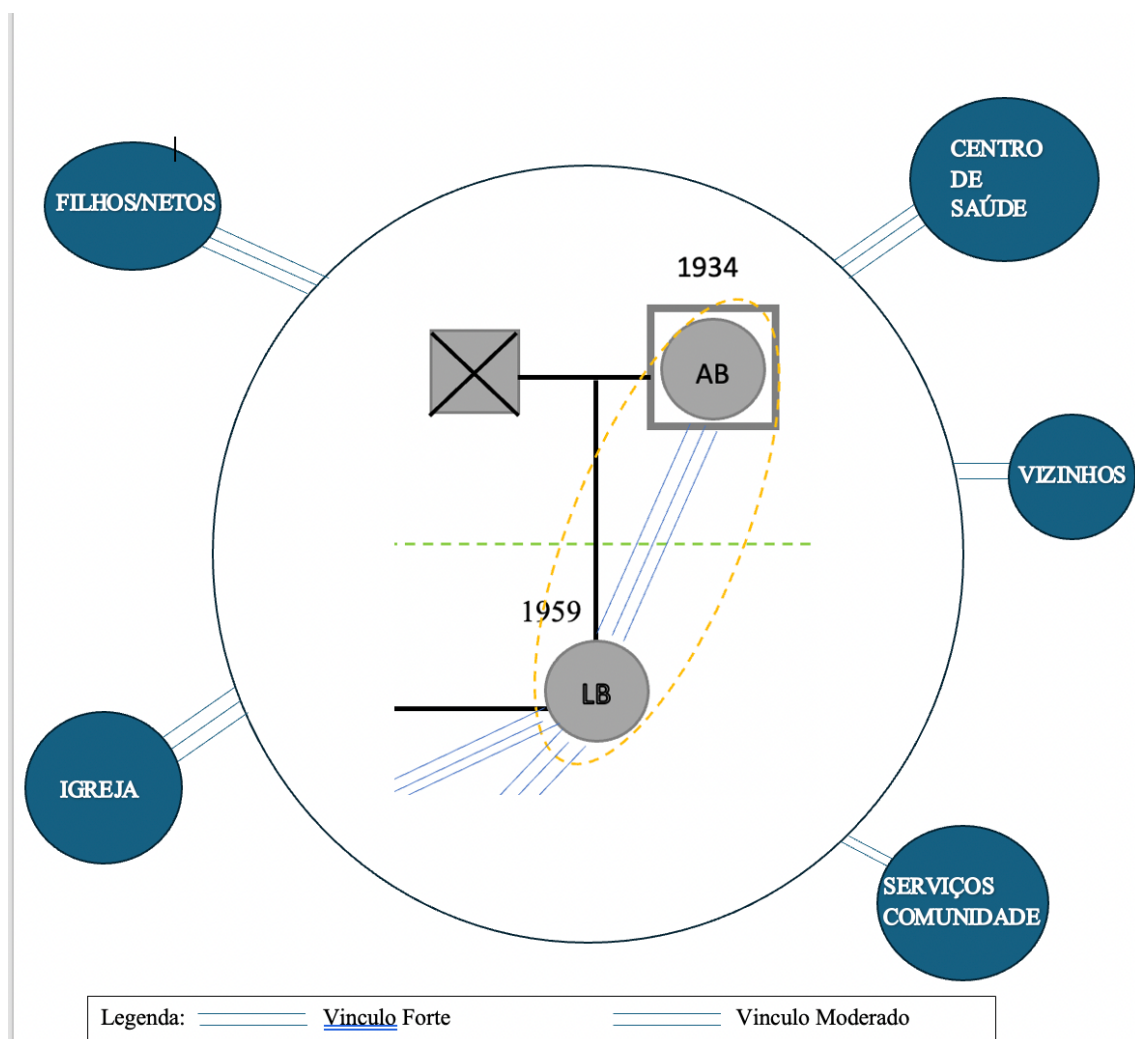 CENTRO
DE
SAÚDE
FILHOS/NETOS
1934
AB
VIZINHOS
1959
LB
IGREJA
SERVIÇOS
COMUNIDADE
Legenda: Vinculo Forte Vinculo Moderado